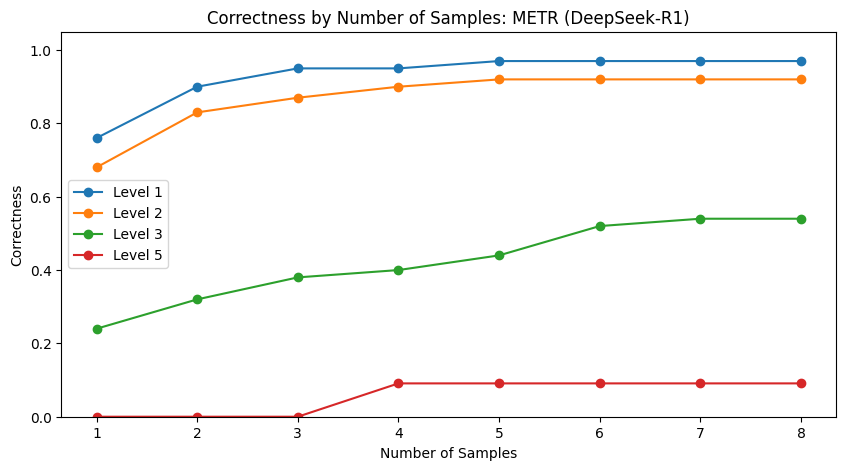 Correctness by Number of Samples: METR (DeepSeek-R1)
Correctness
1.0
0.8
0.6
0.4
0.2
0.0
Level 1
Level 2
Level 3
Level 5
1 2 3 4 5 6 7 8
Number of Samples